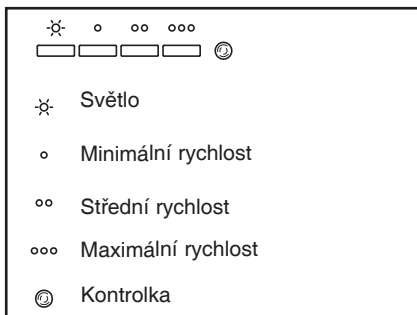 Světlo
Minimální rychlost
Střední rychlost
Maximální rychlost
Kontrolka